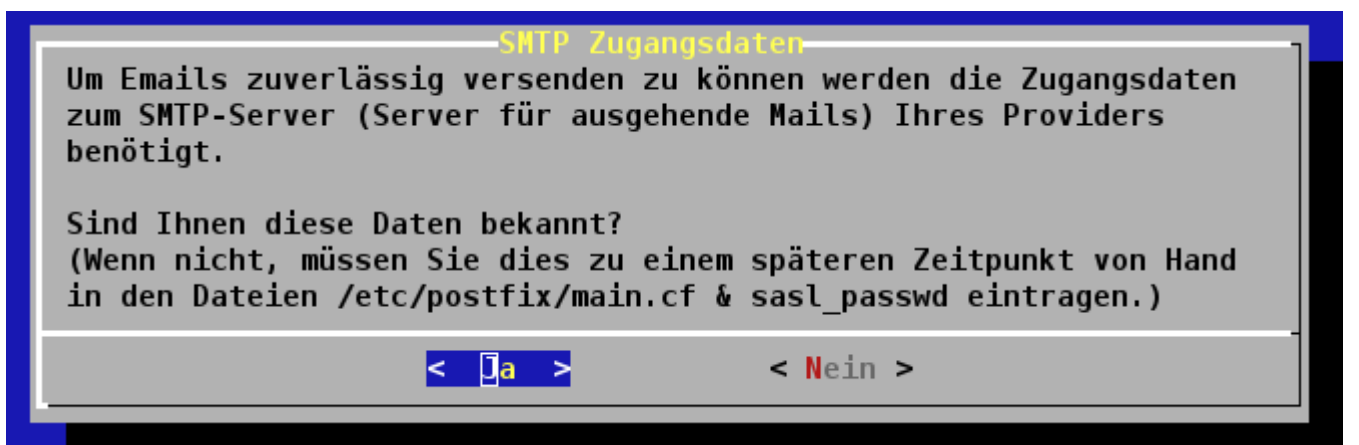 SMTP Zugangsdaten
Um Emails zuverlässig versenden zu können werden die Zugangsdaten
zum SMTP-Server (Server für ausgehende Mails) Ihres Providers
benötigt.
Sind Ihnen diese Daten bekannt?
(Wenn nicht, müssen Sie dies zu einem späteren Zeitpunkt von Hand
in den Dateien /etc/postfix/main.cf & sasl_passwd eintragen.)
< Ja > < Nein >